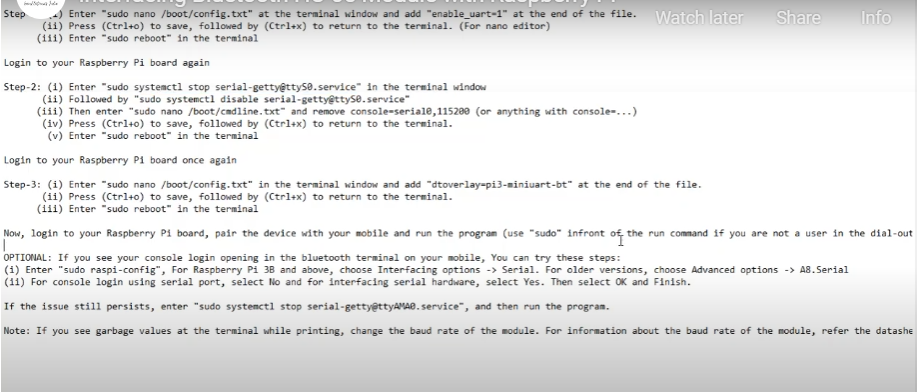 Interfacing Bluetooth HC-05 Module with Raspberry Pi
Watch later Share Info
Step (i) Enter "sudo nano /boot/config.txt" at the terminal window and add "enable_uart=1" at the end of the file.
(ii) Press (Ctrl+o) to save, followed by (Ctrl+x) to return to the terminal. (For nano editor)
(iii) Enter "sudo reboot" in the terminal
Login to your Raspberry Pi board again
Step-2: (i) Enter "sudo systemctl stop serial-getty@ttyS0.service" in the terminal window
(ii) Followed by "sudo systemctl disable serial-getty@ttyS0.service"
(iii) Then enter "sudo nano /boot/cmdline.txt" and remove console=serial0,115200 (or anything with console=...)
(iv) Press (Ctrl+o) to save, followed by (Ctrl+x) to return to the terminal.
(v) Enter "sudo reboot" in the terminal
Login to your Raspberry Pi board once again
Step-3: (i) Enter "sudo nano /boot/config.txt" in the terminal window and add "dtoverlay=pi3-miniuart-bt" at the end of the file.
(ii) Press (Ctrl+o) to save, followed by (Ctrl+x) to return to the terminal.
(iii) Enter "sudo reboot" in the terminal
Now, login to your Raspberry Pi board, pair the device with your mobile and run the program (use "sudo" infront of the run command if you are not a user in the dial-out
OPTIONAL: If you see your console login opening in the bluetooth terminal on your mobile, You can try these steps:
(i) Enter "sudo raspi-config", For Raspberry Pi 3B and above, choose Interfacing options -> Serial. For older versions, choose Advanced options -> A8.Serial
(ii) For console login using serial port, select No and for interfacing serial hardware, select Yes. Then select OK and Finish.
If the issue still persists, enter "sudo systemctl stop serial-getty@ttyAMA0.service", and then run the program.
Note: If you see garbage values at the terminal while printing, change the baud rate of the module. For information about the baud rate of the module, refer the datashe